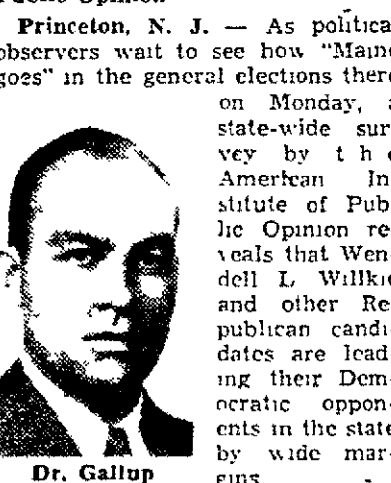 Princeton, N. J. — As politica
observers wait to see how "Maine
goes" in the general elections there
on Monday, a
state-wide sur
vey by the
American In
stitute of Pub
lic Opinion re
veals that Wen
dell L. Willkie
and other Re
publican candi
dates are lead
ing their Dem-
ocratic oppon-
ents in the state
by wide mar-
gins
Dr. Gallup